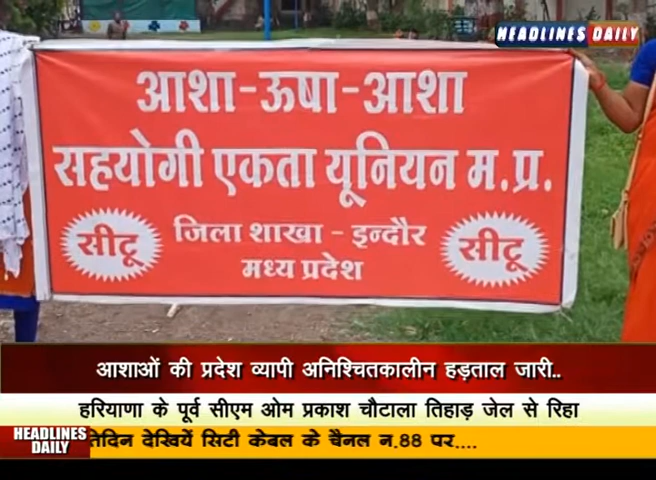 HEADLINES DAILY
आशा-ऊषा-आशा
सहयोगी एकता यूनियन म.प्र.
सीटू
जिला शाखा - इन्दौर
मध्य प्रदेश
सीटू
आशाओं की प्रदेश व्यापी अनिश्चितकालीन हड़ताल जारी..
हरियाणा के पूर्व सीएम ओम प्रकाश चौटाला तिहाड़ जेल से रिहा
HEADLINES
DAILY
तिदिन देखियें सिटी केबल के चैनल न.88 पर....